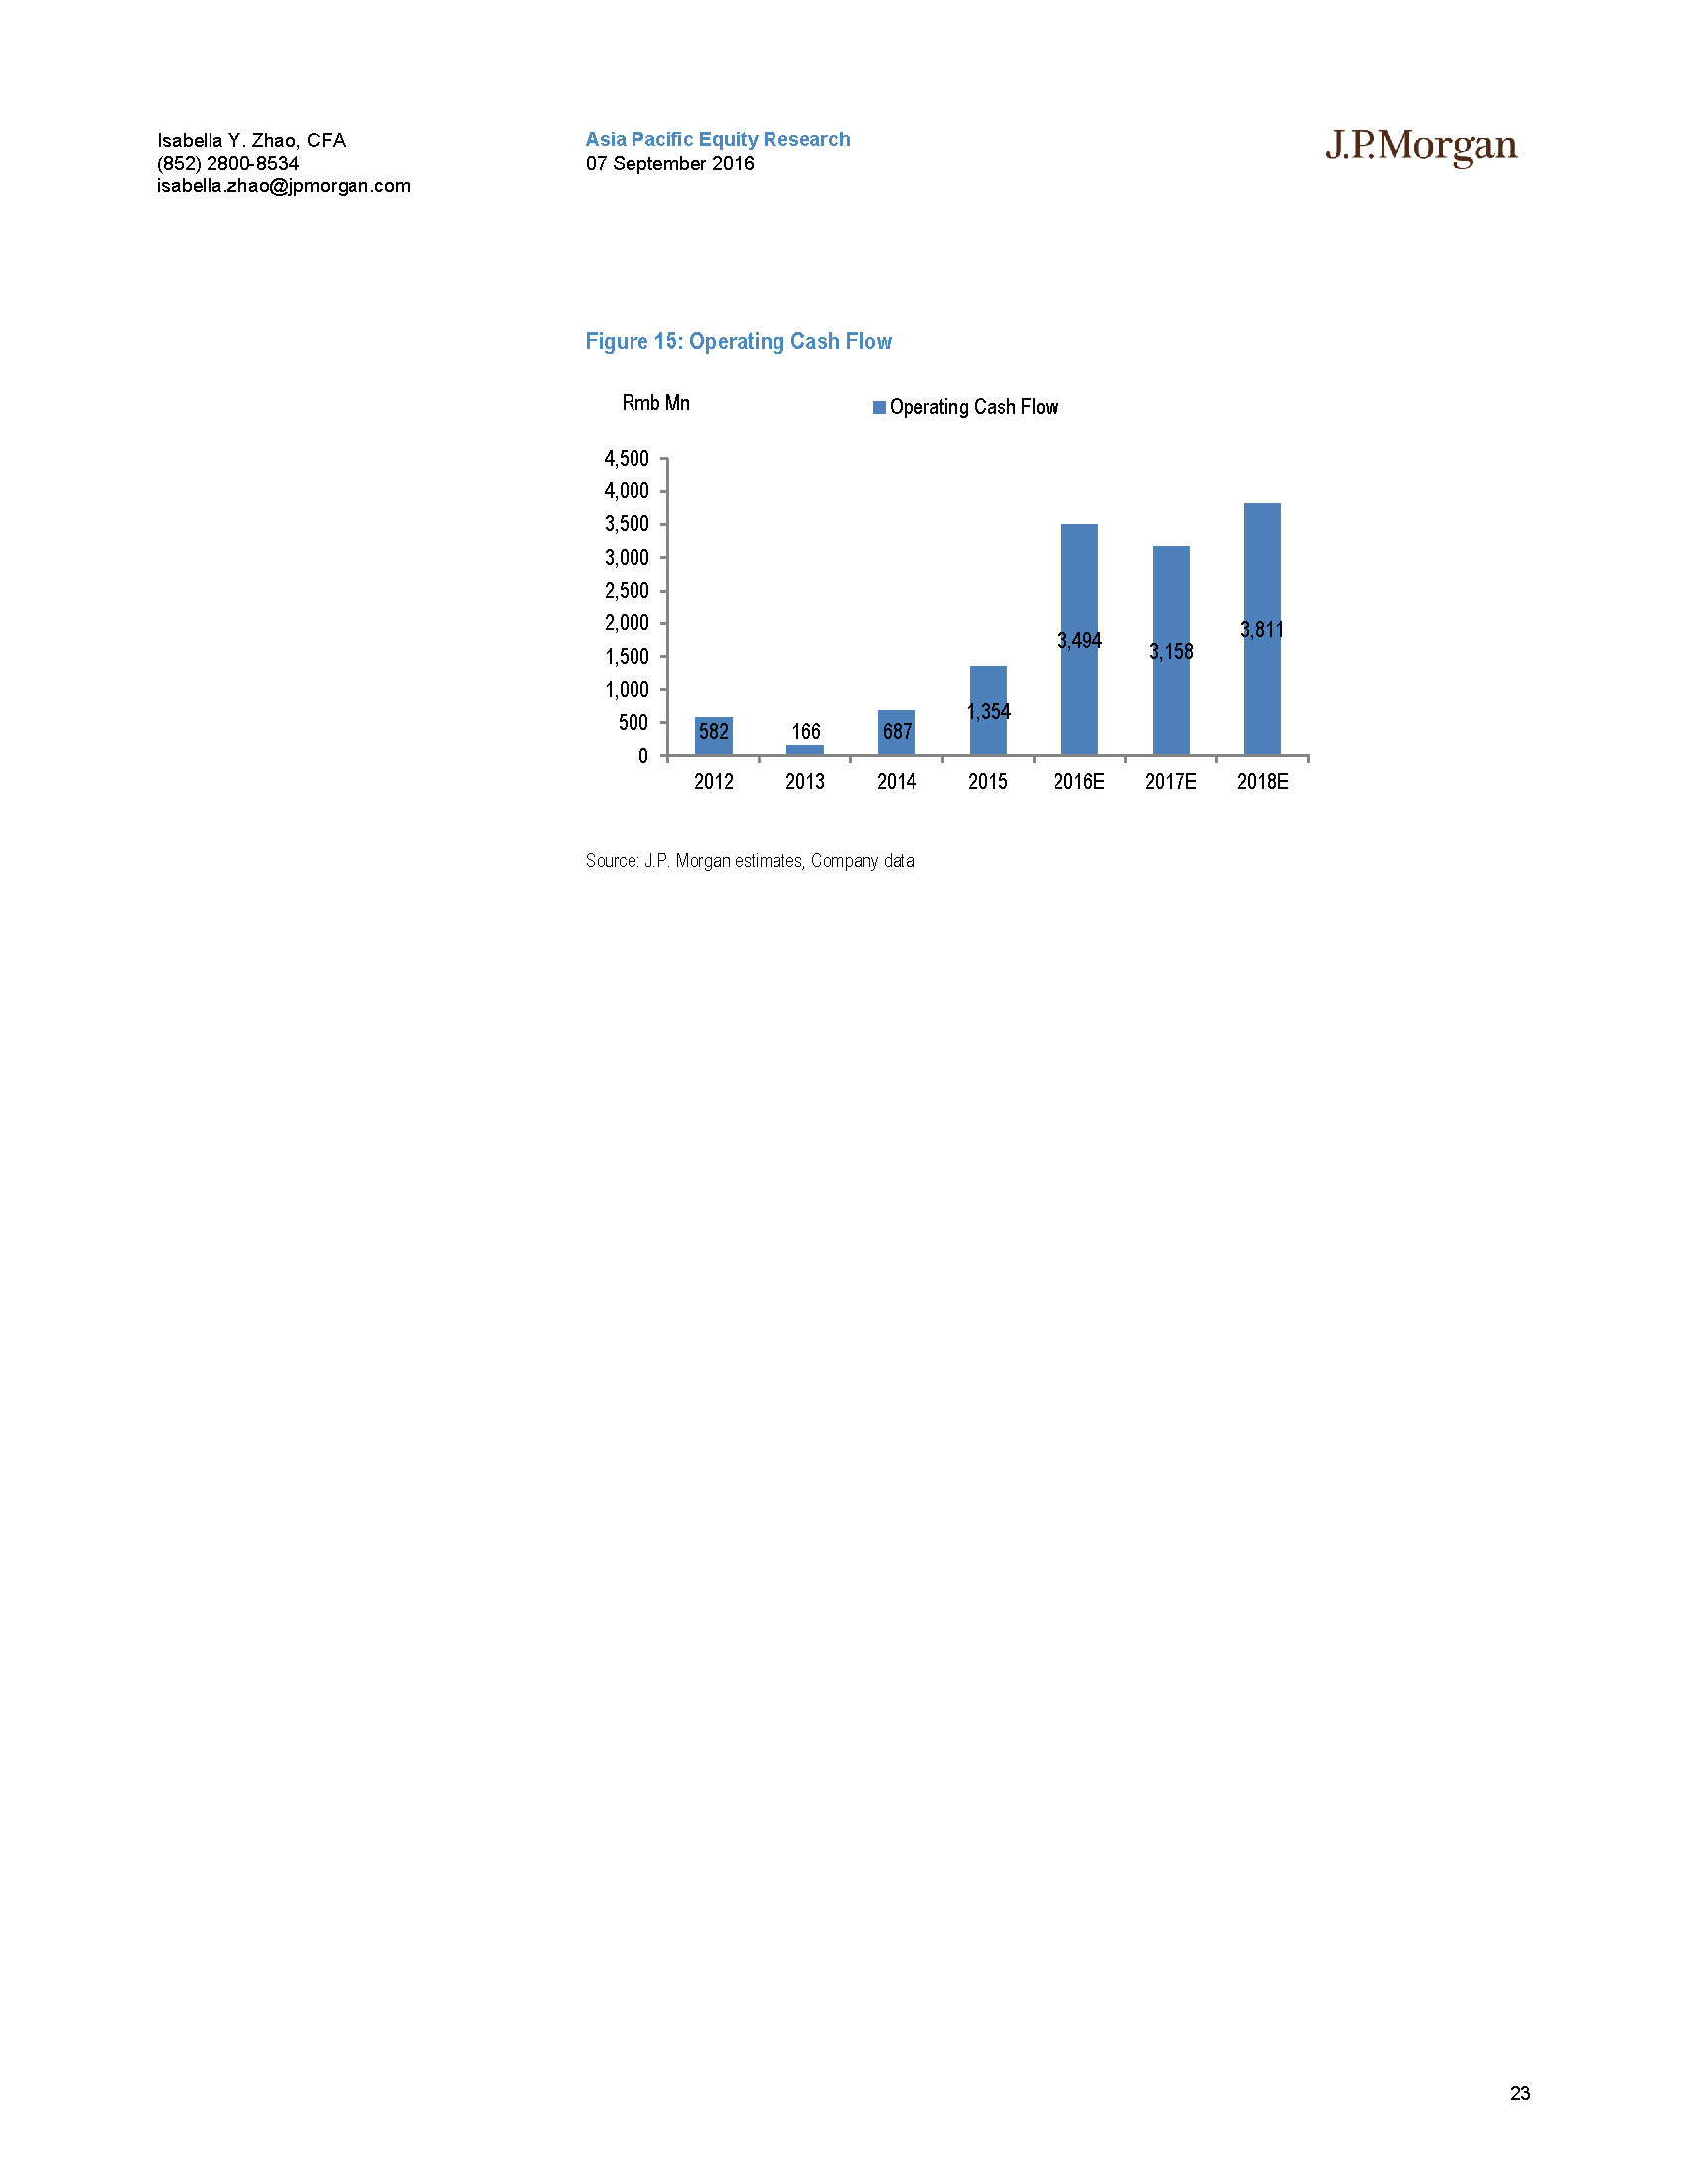 Isabella Y. Zhao, CFA
(852) 2800-8534
isabella.zhao@jpmorgan.com
Asia Pacific Equity Research
07 September 2016
J.P.Morgan
Figure 15: Operating Cash Flow
Rmb Mn
Operating Cash Flow
4,500
4,000
3,500
3,000
2,500
2,000
1,500
1,000
500
0
582
166
687
1,354
3,494
3,158
3,811
2012 2013 2014 2015 2016E 2017E 2018E
Source: J.P. Morgan estimates, Company data
23